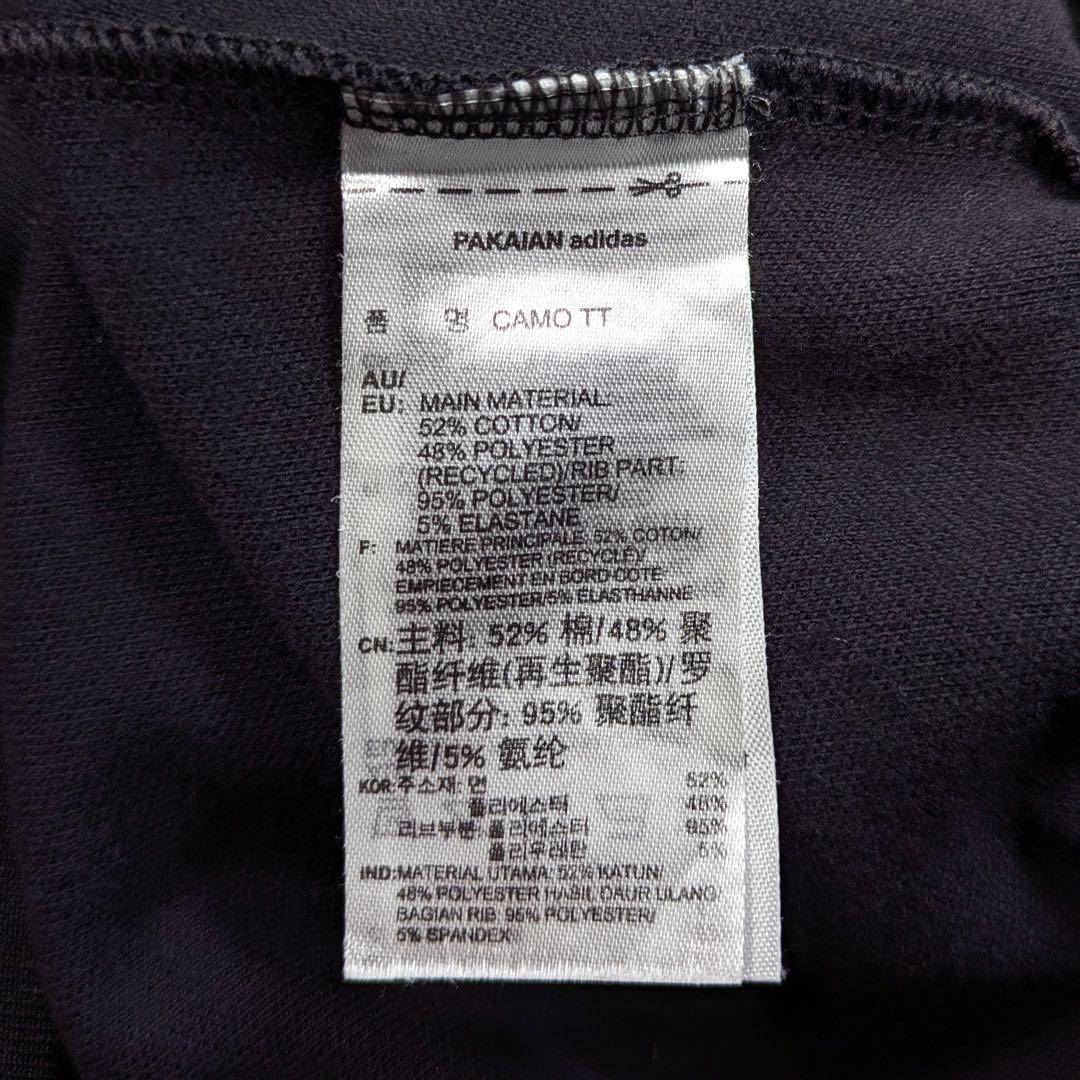 PAKAIAN adidas
품 명 CAMO TT
AU/
EU: MAIN MATERIAL:
52% COTTON/
48% POLYESTER
(RECYCLED)/RIB PART:
95% POLYESTER/
5% ELASTANE
F: MATIERE PRINCIPALE: 52% COTON/
48% POLYESTER (RECYCLE)/
EMPIECEMENT EN BORD-COTE:
95% POLYESTER/5% ELASTHANNE
CN: 主料: 52% 棉/48% 聚
酯纤维(再生聚酯)/罗
纹部分: 95% 聚酯纤
维/5% 氨纶
KOR: 주소재: 면 52%
폴리에스터 48%
리브부분: 폴리에스터 95%
폴리우레탄 5%
IND: MATERIAL UTAMA: 52% KATUN/
48% POLYESTER HASIL DAUR ULANG
BAGIAN RIB: 95% POLYESTER/
5% SPANDEX